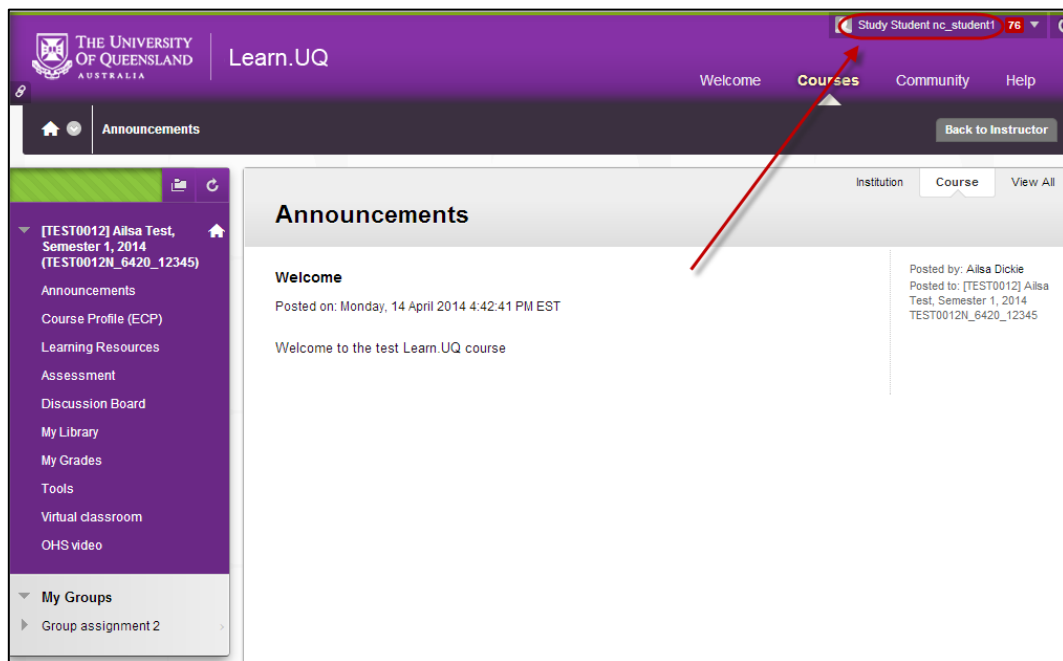 Study Student nc_student1 76
THE UNIVERSITY
OF QUEENSLAND
AUSTRALIA
Learn.UQ
Welcome Courses Community Help
Announcements
Back to Instructor
Institution Course View All
[TEST0012] Ailsa Test,
Semester 1, 2014
(TEST0012N_6420_12345)
Announcements
Course Profile (ECP)
Learning Resources
Assessment
Discussion Board
My Library
My Grades
Tools
Virtual classroom
OHS video
My Groups
Group assignment 2
Announcements
Welcome
Posted on: Monday, 14 April 2014 4:42:41 PM EST
Welcome to the test Learn.UQ course
Posted by: Ailsa Dickie
Posted to: [TEST0012] Ailsa
Test, Semester 1, 2014
TEST0012N_6420_12345